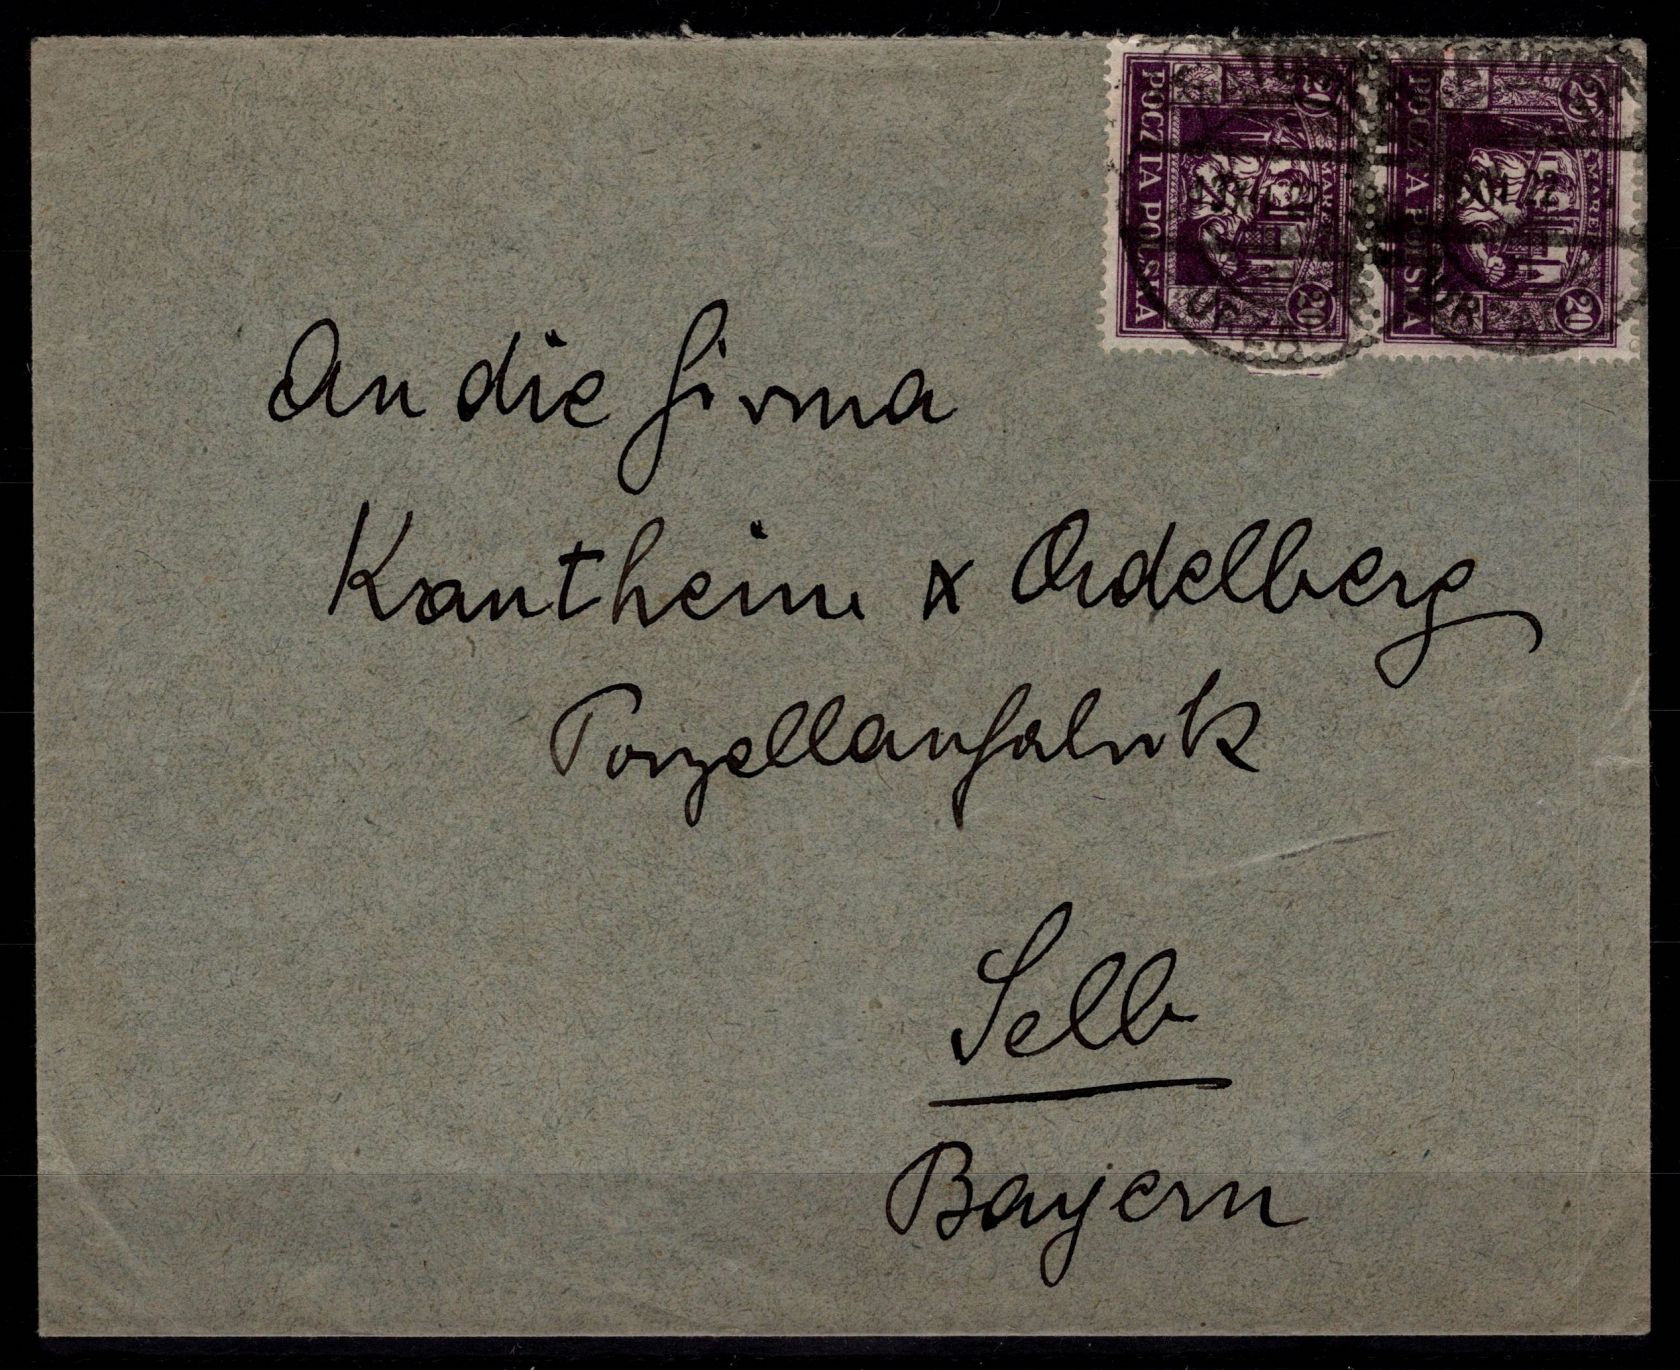 POCZTA POLSKA
20
20
POCZTA POLSKA
20
20
An die Firma
Krautheim & Adelberg
Porzellanfabrik
Selb
Bayern